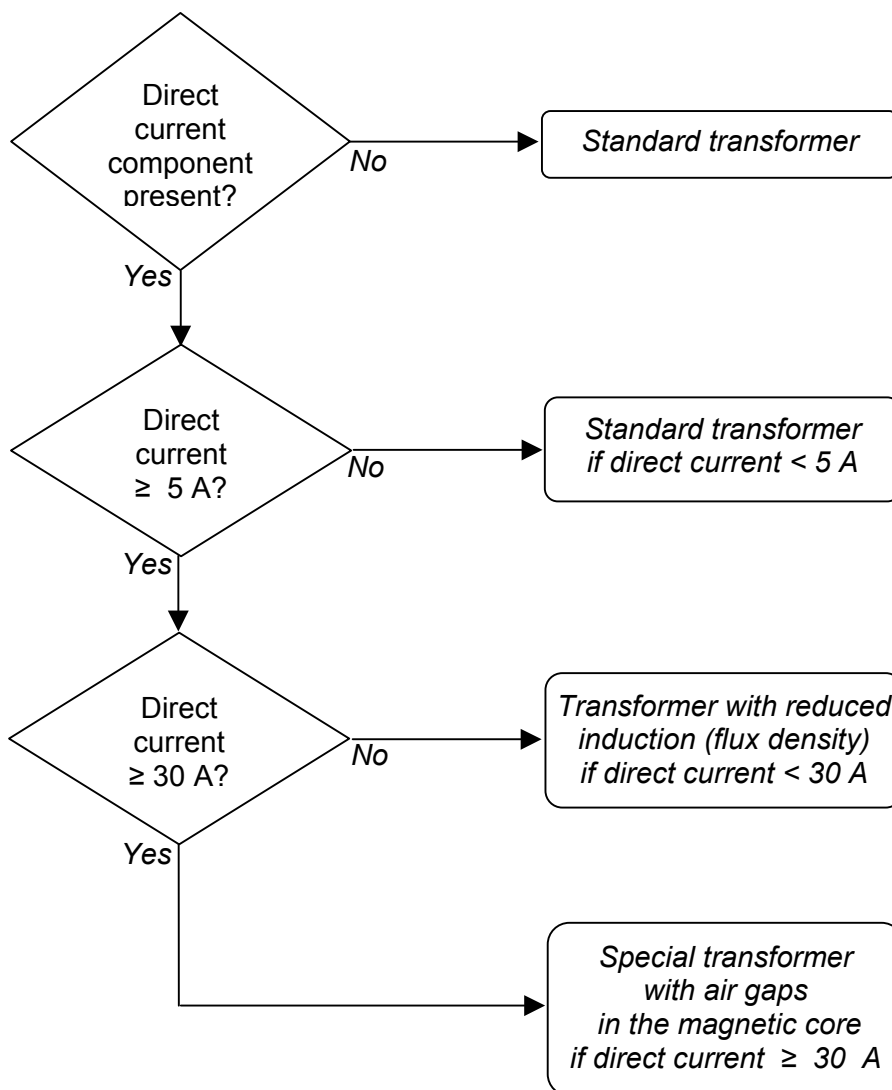 Direct
current
component
present?
No
Standard transformer
Yes
Direct
current
≥ 5 A?
No
Standard transformer
if direct current < 5 A
Yes
Direct
current
≥ 30 A?
No
Transformer with reduced
induction (flux density)
if direct current < 30 A
Yes
Special transformer
with air gaps
in the magnetic core
if direct current ≥ 30 A